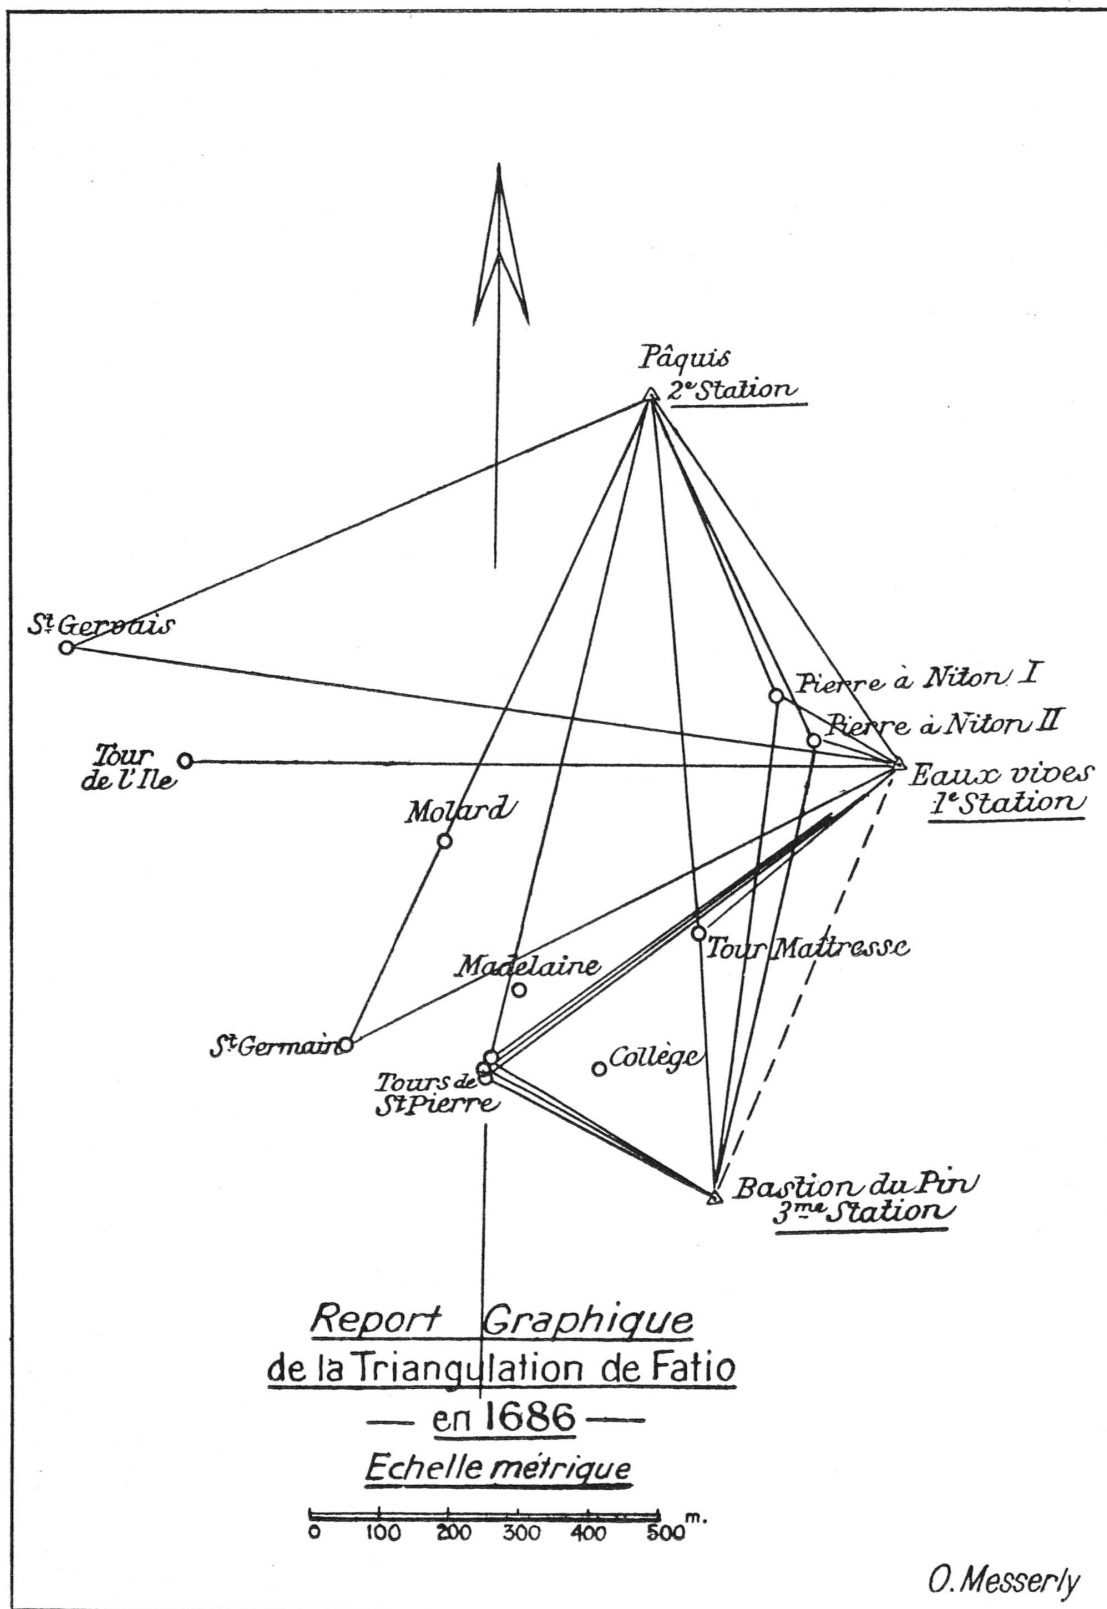 Pâquis
2e Station
St. Gervais
Pierre à Niton I
Pierre à Niton II
Tour
de l'Ile
Eaux vives
1e Station
Molard
Tour Maîtresse
Madelaine
St. Germain
Collège
Tours de
St Pierre
Bastion du Pin
3me Station
Report Graphique
de la Triangulation de Fatio
— en 1686 —
Echelle métrique
0 100 200 300 400 500 m.
O. Messerly